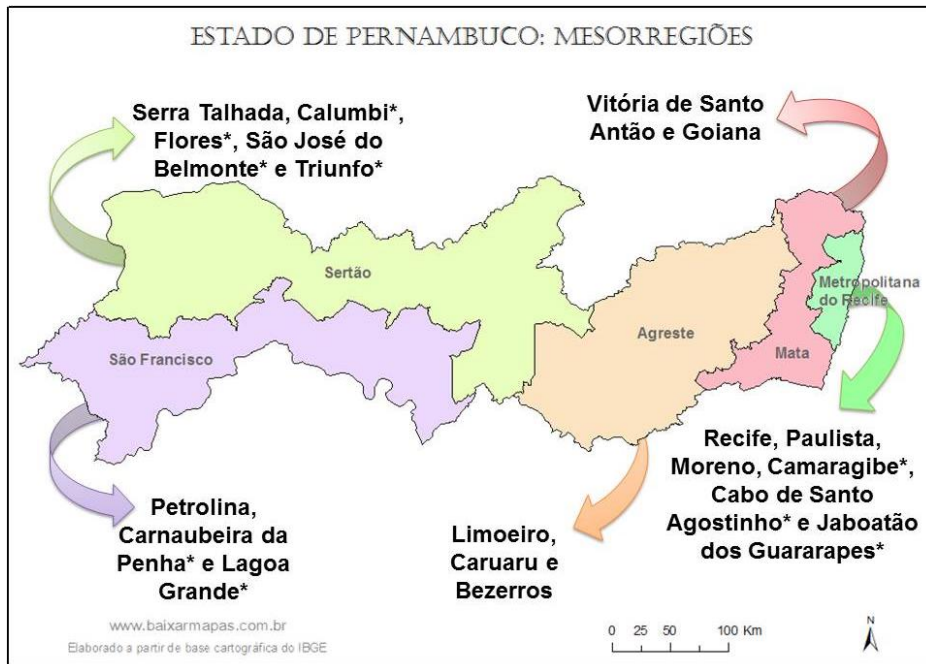 ESTADO DE PERNAMBUCO: MESORREGIÕES
Serra Talhada, Calumbi*,
Flores*, São José do
Belmonte* e Triunfo*
Vitória de Santo
Antão e Goiana
Sertão
Metropolitana
do Recife
Agreste
São Francisco
Mata
Petrolina,
Carnaubeira da
Penha* e Lagoa
Grande*
Limoeiro,
Caruaru e
Bezerros
Recife, Paulista,
Moreno, Camaragibe*,
Cabo de Santo
Agostinho* e Jaboatão
dos Guararapes*
www.baixarmapas.com.br
Elaborado a partir de base cartográfica do IBGE
0 25 50 100 Km
N